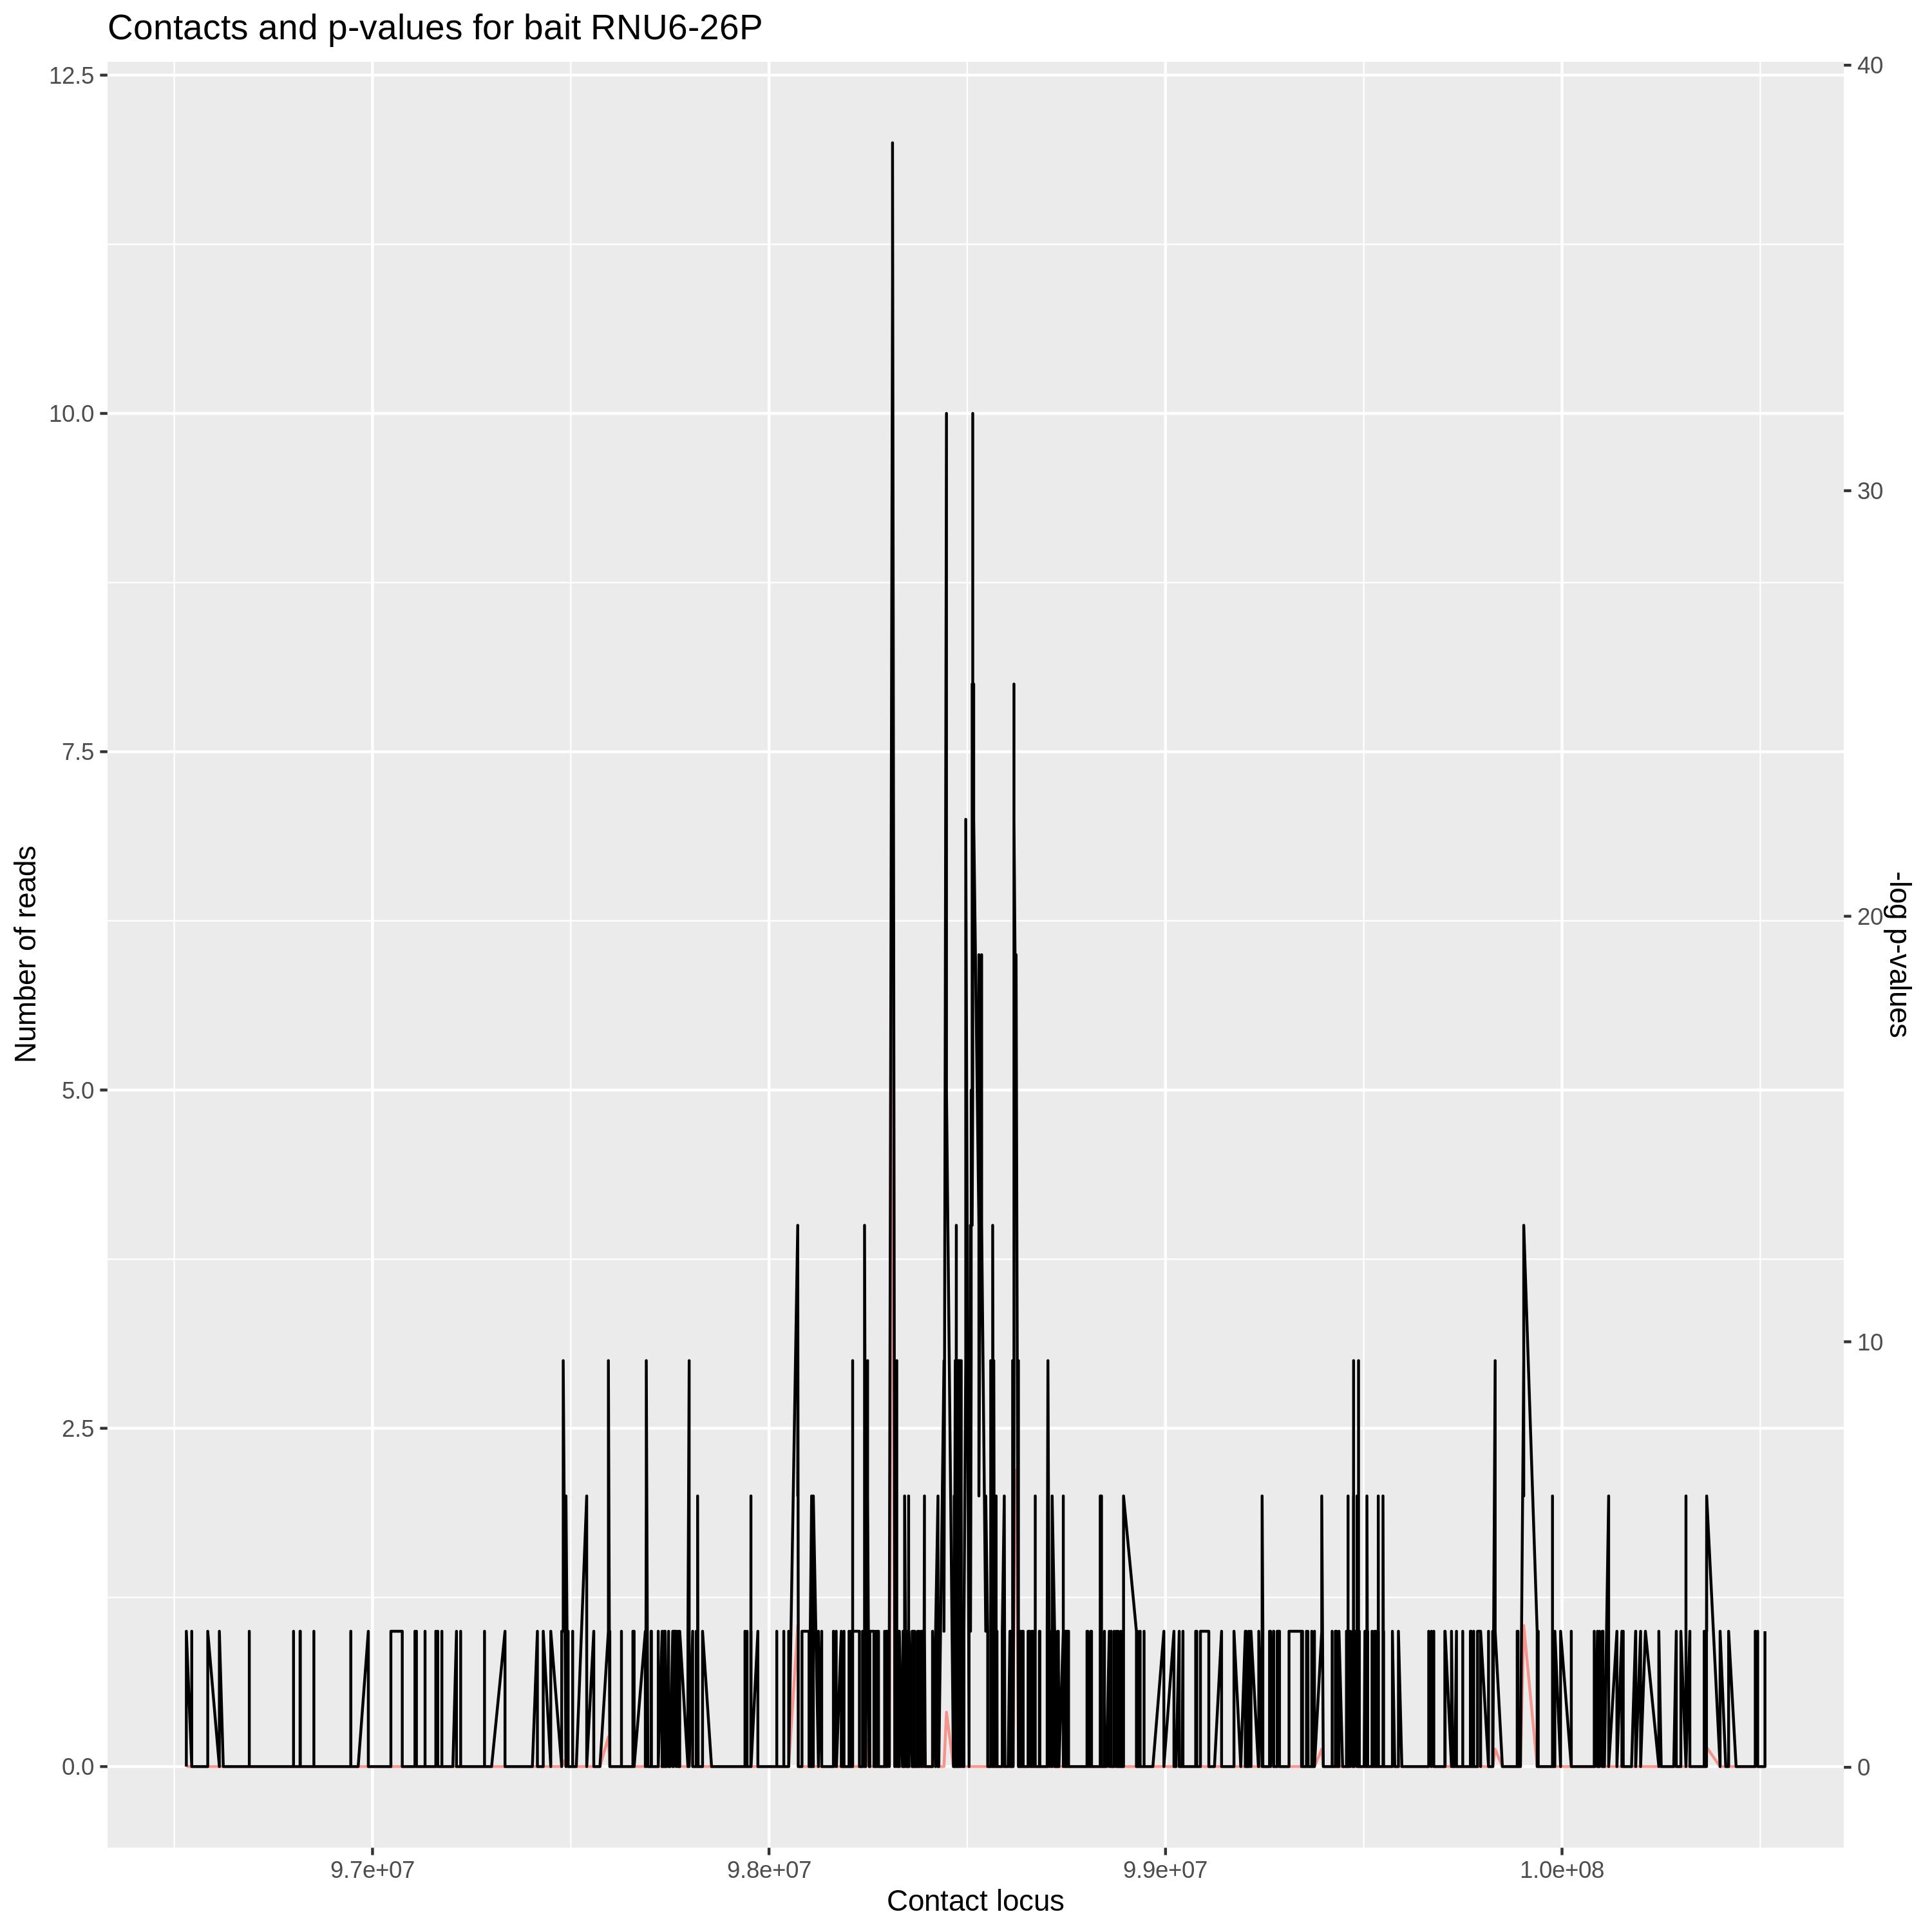 Contacts and p-values for bait RNU6-26P
12.5
10.0
7.5
5.0
2.5
0.0
Number of reads
40
30
20
10
0
-log p-values
9.7e+07
9.8e+07
9.9e+07
1.0e+08
Contact locus